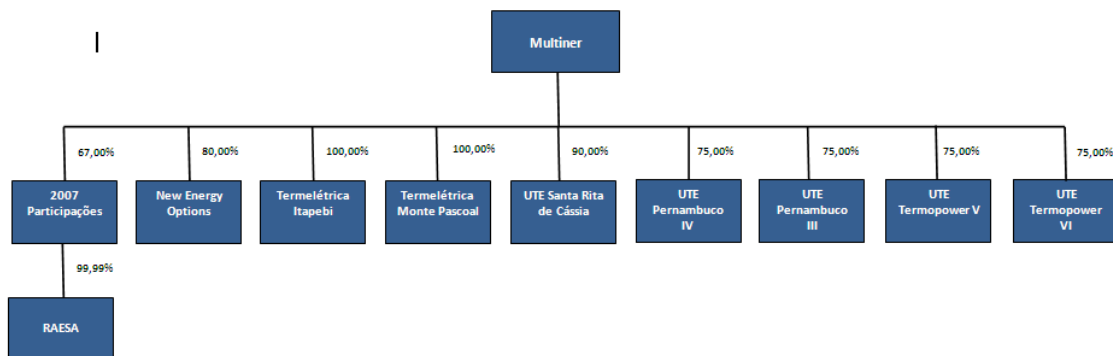 Multiner
67,00%
80,00%
100,00%
100,00%
90,00%
75,00%
75,00%
75,00%
75,00%
2007
Participações
New Energy
Options
Termelétrica
Itapebi
Termelétrica
Monte Pascoal
UTE Santa Rita
de Cássia
UTE
Pernambuco
IV
UTE
Pernambuco
III
UTE
Termopower V
UTE
Termopower
VI
99,99%
RAESA